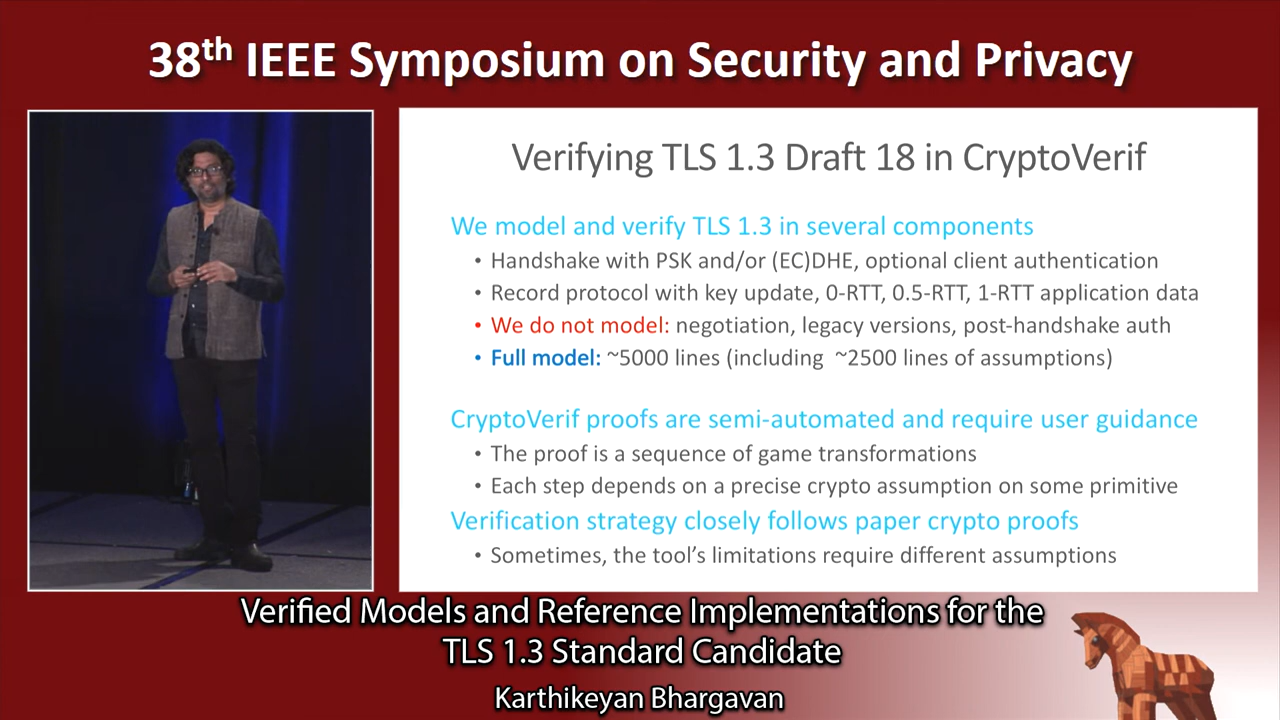 38th IEEE Symposium on Security and Privacy
Verifying TLS 1.3 Draft 18 in CryptoVerif
We model and verify TLS 1.3 in several components
• Handshake with PSK and/or (EC)DHE, optional client authentication
• Record protocol with key update, 0-RTT, 0.5-RTT, 1-RTT application data
• We do not model: negotiation, legacy versions, post-handshake auth
• Full model: ~5000 lines (including ~2500 lines of assumptions)
CryptoVerif proofs are semi-automated and require user guidance
• The proof is a sequence of game transformations
• Each step depends on a precise crypto assumption on some primitive
Verification strategy closely follows paper crypto proofs
• Sometimes, the tool's limitations require different assumptions
Verified Models and Reference Implementations for the
TLS 1.3 Standard Candidate
Karthikeyan Bhargavan